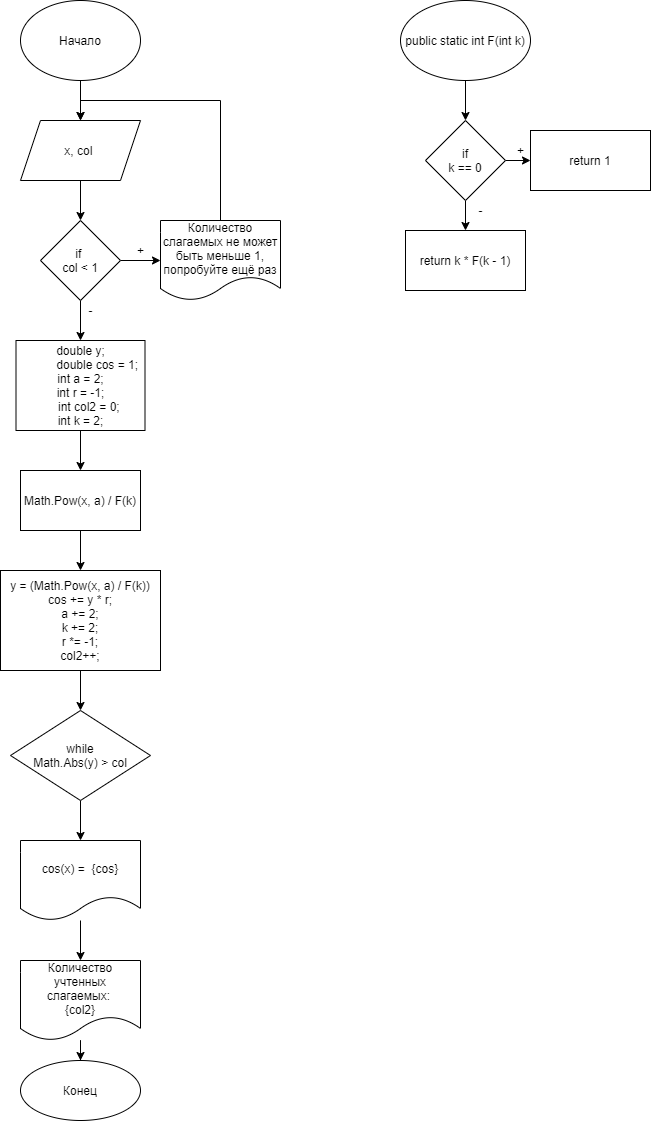 Начало
x, col
if
col < 1
+
Количество
слагаемых не может
быть меньше 1,
попробуйте ещё раз
-
double y;
double cos = 1;
int a = 2;
int r = -1;
int col2 = 0;
int k = 2;
Math.Pow(x, a) / F(k)
y = (Math.Pow(x, a) / F(k))
cos += y * r;
a += 2;
k += 2;
r *= -1;
col2++;
while
Math.Abs(y) > col
cos(x) = {cos}
Количество
учтенных
слагаемых:
{col2}
Конец
public static int F(int k)
if
k == 0
+
return 1
-
return k * F(k - 1)